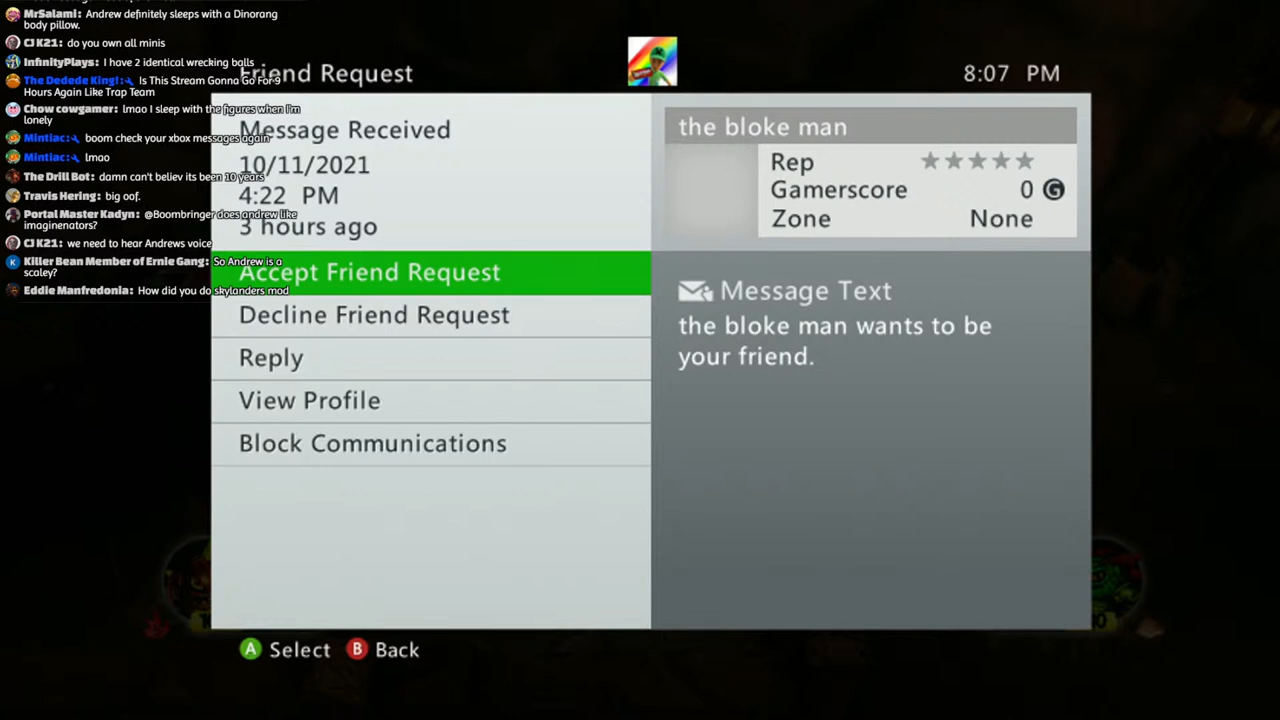 MrSalami: Andrew definitely sleeps with a Dinorang
body pillow.
CJ K21: do you own all minis
InfinityPlays: I have 2 identical wrecking balls
The Dedede King!: Is This Stream Gonna Go For 9
Hours Again Like Trap Team
Chow cowgamer: lmao I sleep with the figures when I'm
lonely
Mintiac: boom check your xbox messages again
Mintiac: lmao
The Drill Bot: damn can't believ its been 10 years
Travis Hering: big oof.
Portal Master Kadyn: @Boombringer does andrew like
imaginenators?
CJ K21: we need to hear Andrews voice
Killer Bean Member of Ernie Gang: So Andrew is a
scaley?
Eddie Manfredonia: How did you do skylanders mod
Friend Request
8:07 PM
Message Received
10/11/2021
4:22 PM
3 hours ago
Accept Friend Request
Decline Friend Request
Reply
View Profile
Block Communications
the bloke man
Rep
Gamerscore 0 G
Zone None
Message Text
the bloke man wants to be
your friend.
A Select B Back